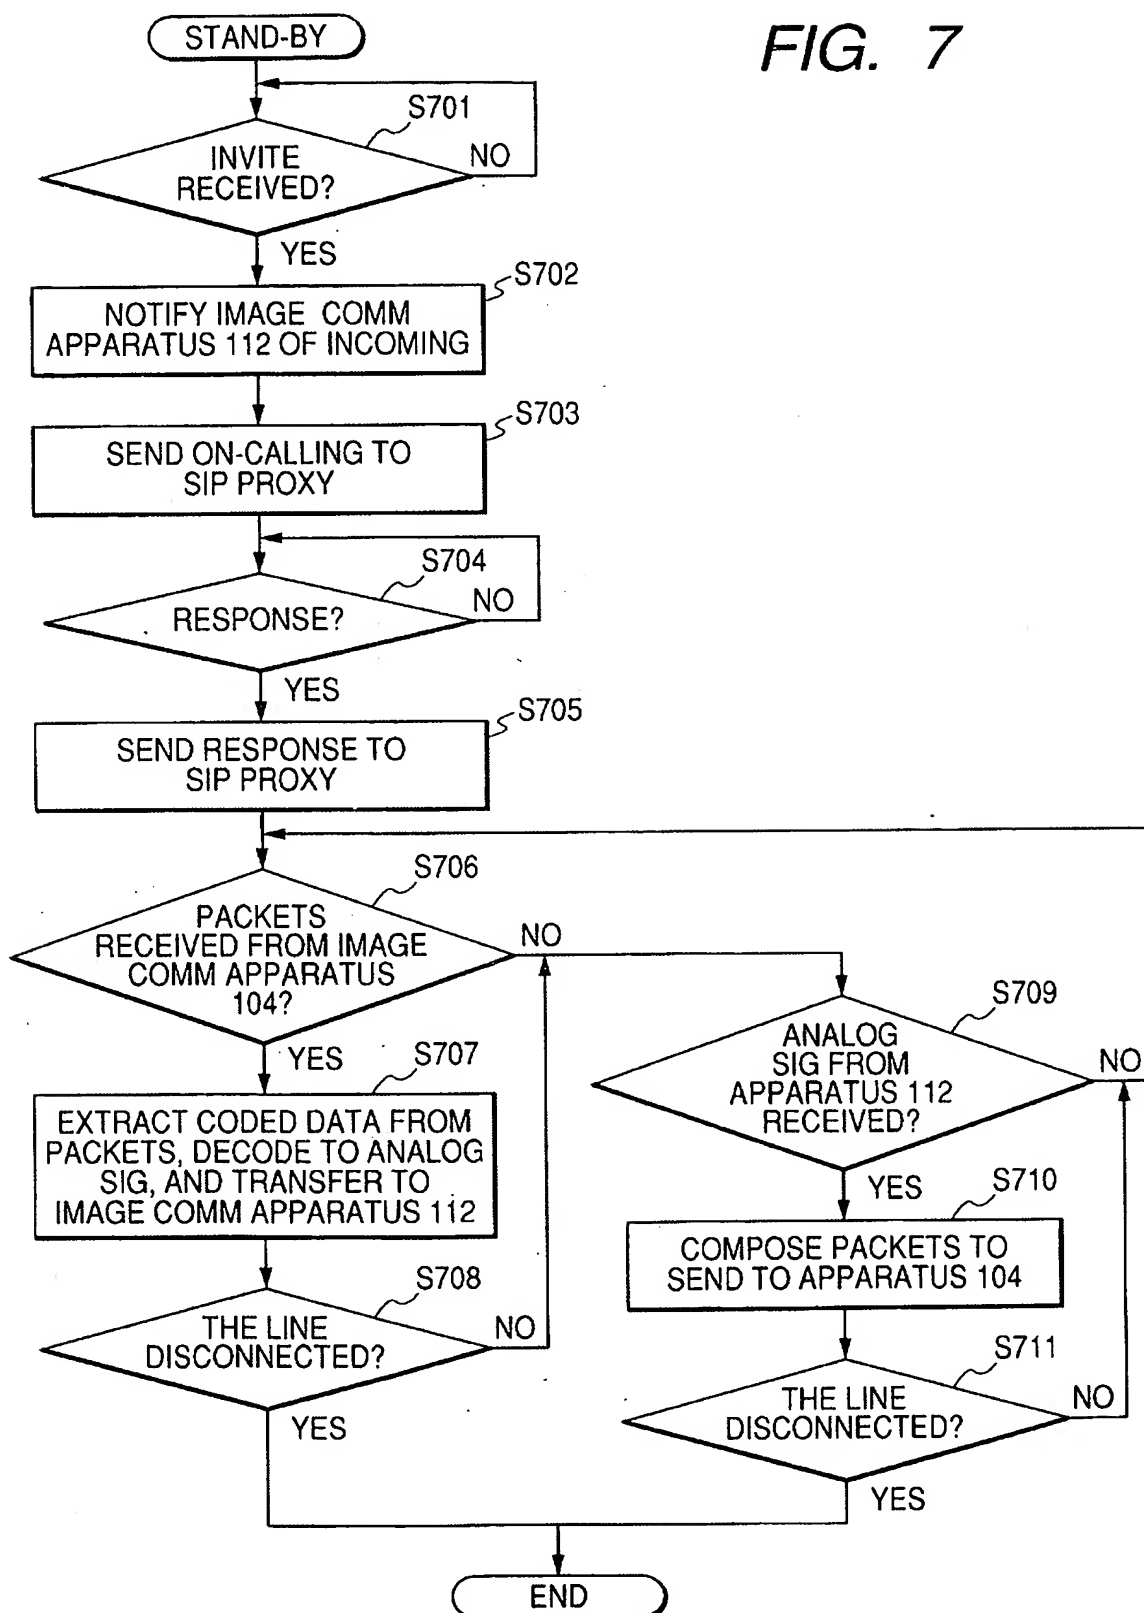 FIG. 7
STAND-BY
S701
INVITE
RECEIVED?
NO
YES
S702
NOTIFY IMAGE COMM
APPARATUS 112 OF INCOMING
S703
SEND ON-CALLING TO
SIP PROXY
S704
RESPONSE?
NO
YES
S705
SEND RESPONSE TO
SIP PROXY
S706
PACKETS
RECEIVED FROM IMAGE
COMM APPARATUS
104?
NO
YES
S707
EXTRACT CODED DATA FROM
PACKETS, DECODE TO ANALOG
SIG, AND TRANSFER TO
IMAGE COMM APPARATUS 112
S708
THE LINE
DISCONNECTED?
NO
YES
S709
ANALOG
SIG FROM
APPARATUS 112
RECEIVED?
NO
YES
S710
COMPOSE PACKETS TO
SEND TO APPARATUS 104
S711
THE LINE
DISCONNECTED?
NO
YES
END